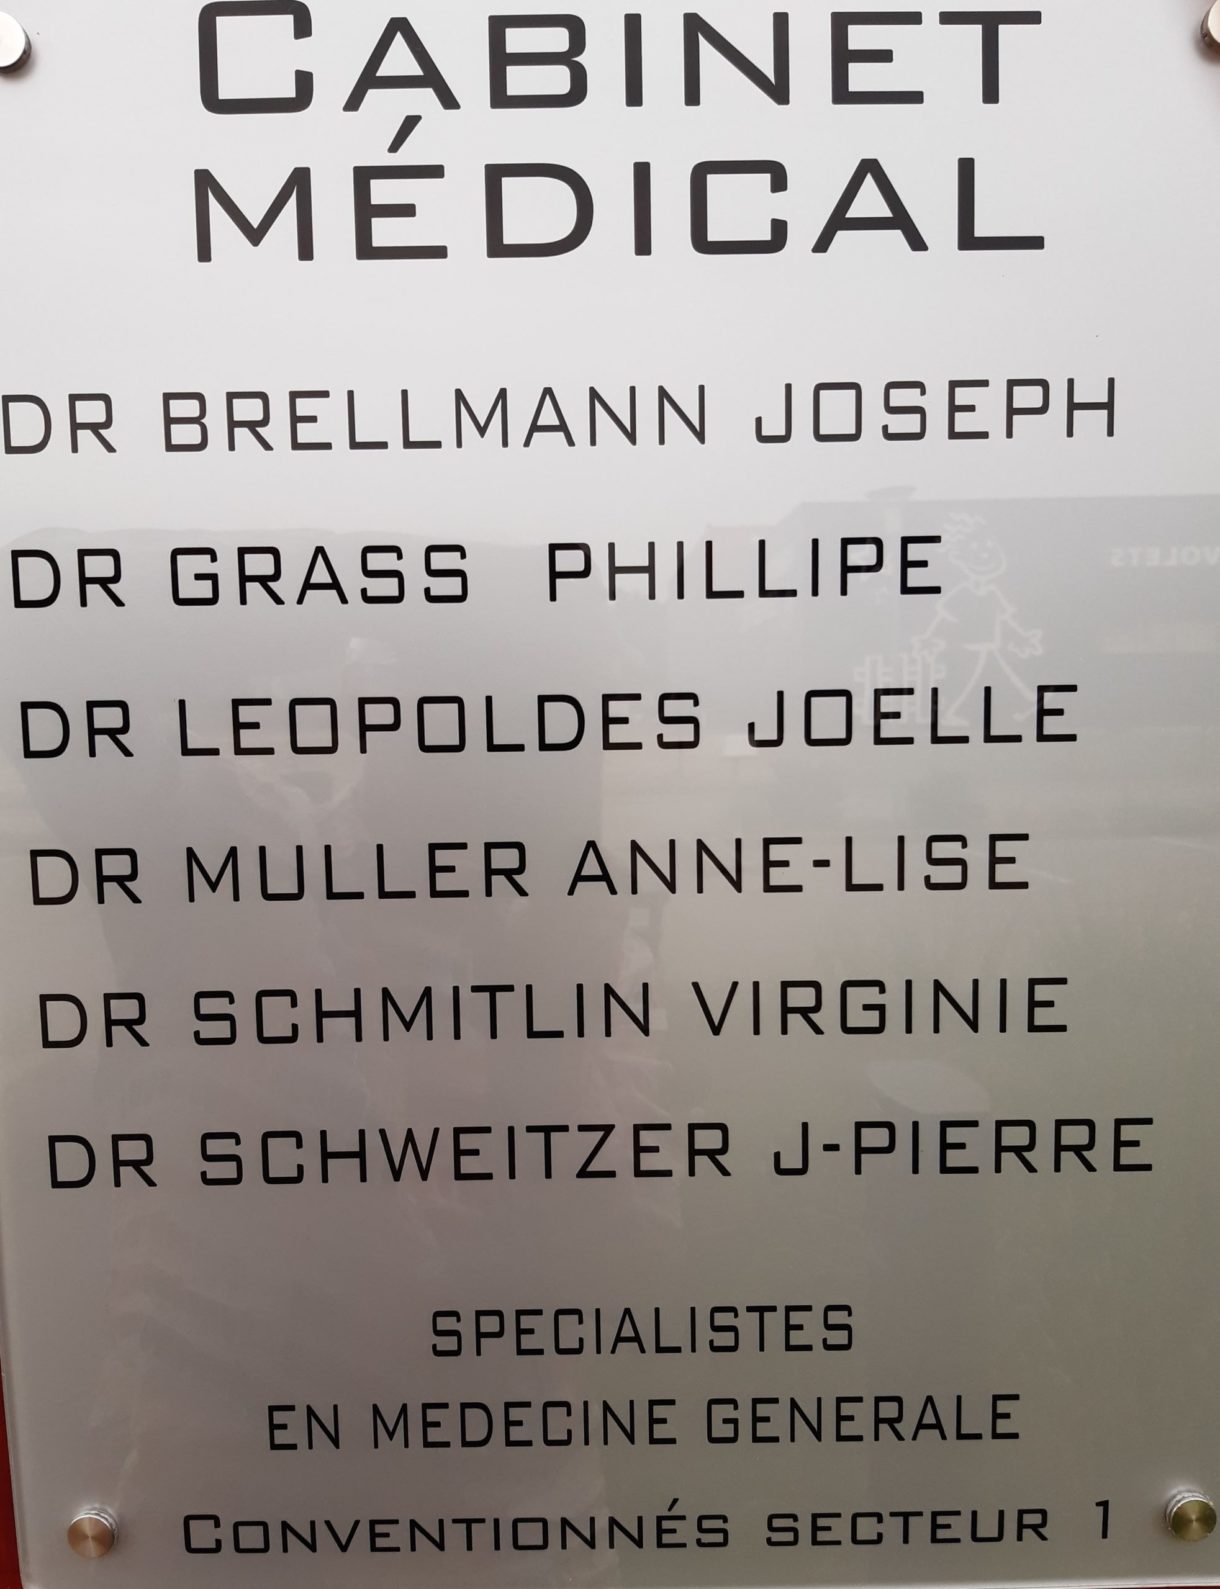 CABINET
MÉDICAL
DR BRELLMANN JOSEPH
DR GRASS PHILLIPE
VOLETS
DR LEOPOLDES JOELLE
DR MULLER ANNE-LISE
DR SCHMITLIN VIRGINIE
DR SCHWEITZER J-PIERRE
SPECIALISTES
EN MEDECINE GENERALE
CONVENTIONNÉS SECTEUR 1